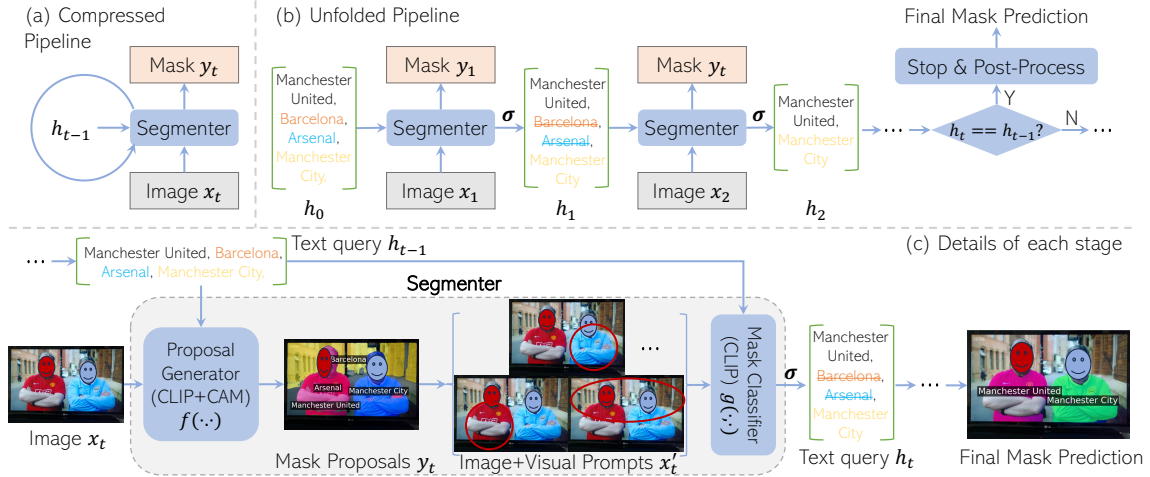 (a) Compressed
Pipeline
Mask y_t
h_{t−1}
Segmenter
Image x_t
(b) Unfolded Pipeline
Manchester
United,
Barcelona,
Arsenal,
Manchester
City,
h_0
Mask y_1
Segmenter
Image x_1
σ
Manchester
United,
Barcelona,
Arsenal,
Manchester
City
h_1
Mask y_t
Segmenter
Image x_2
σ
Manchester
United,
Manchester
City
h_2
...
Final Mask Prediction
Stop & Post-Process
Y
h_t == h_{t−1}?
N
...
(c) Details of each stage
...
Manchester United, Barcelona,
Arsenal, Manchester City,
Text query h_{t−1}
Segmenter
Image x_t
Proposal
Generator
(CLIP+CAM)
f(·,·)
Barcelona
Arsenal
Manchester City
Manchester United
Mask Proposals y_t
...
Image+Visual Prompts x′_t
Mask Classifier
(CLIP) g(·;·)
σ
Manchester
United,
Barcelona,
Arsenal,
Manchester
City
Text query h_t
...
Manchester United
Manchester City
Final Mask Prediction